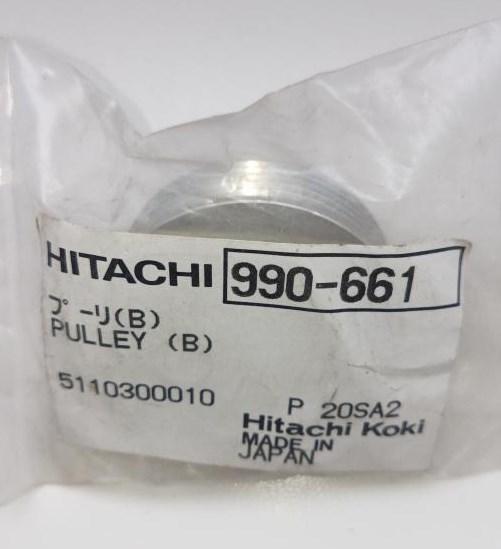 HITACHI 990-661
プーリ(B)
PULLEY (B)
5110300010
P 20SA2
Hitachi Koki
MADE IN
JAPAN